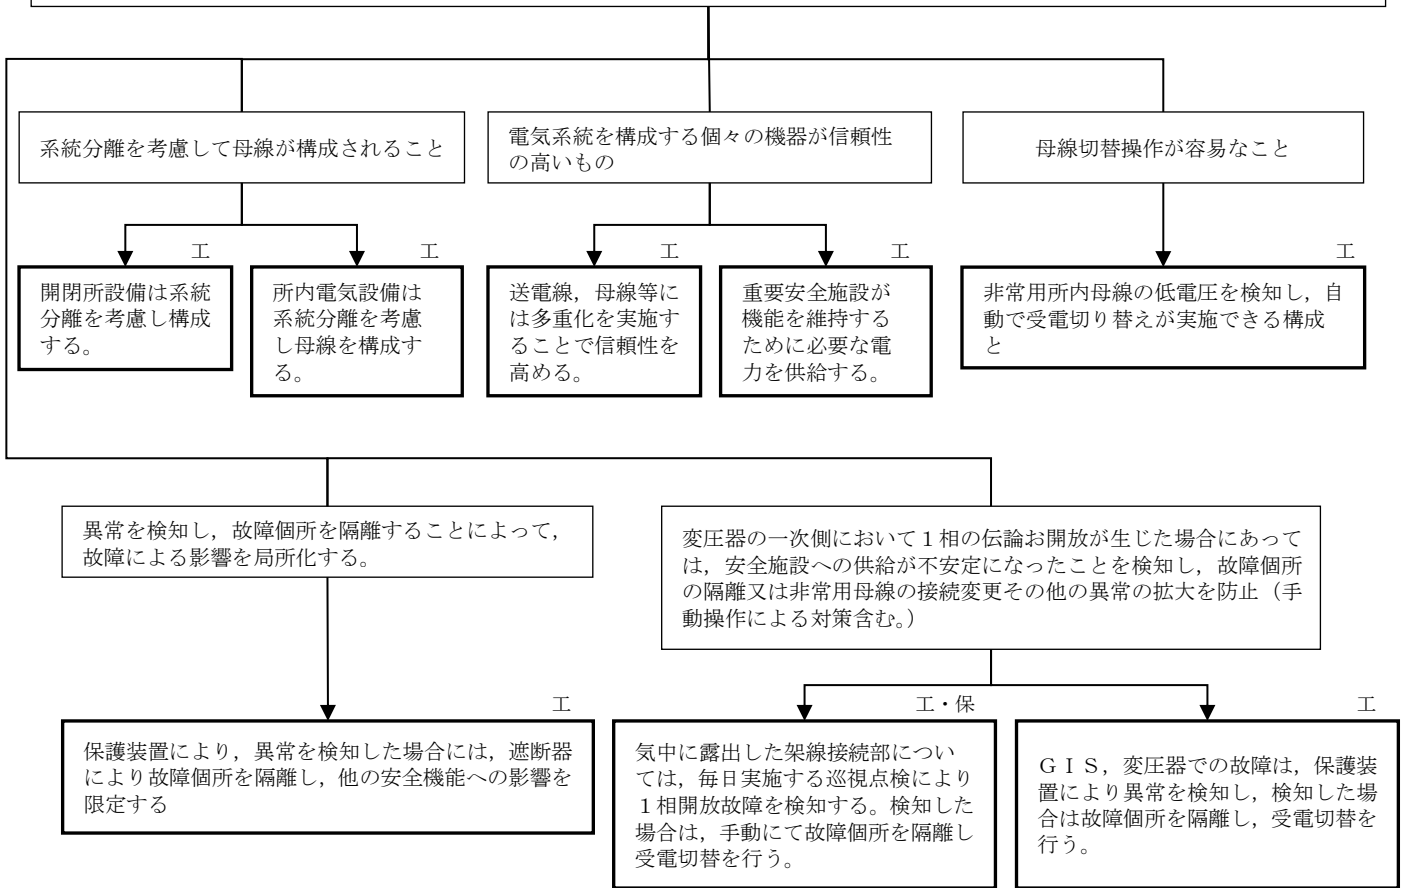 系統分離を考慮して母線が構成されること
電気系統を構成する個々の機器が信頼性
の高いもの
母線切替操作が容易なこと
工
開閉所設備は系統
分離を考慮し構成
する。
工
所内電気設備は
系統分離を考慮
し母線を構成す
る。
工
送電線，母線等に
は多重化を実施す
ることで信頼性を
高める。
工
重要安全施設が
機能を維持する
ために必要な電
力を供給する。
工
非常用所内母線の低電圧を検知し，自
動で受電切り替えが実施できる構成
と
異常を検知し，故障個所を隔離することによって，
故障による影響を局所化する。
変圧器の一次側において１相の伝論お開放が生じた場合にあって
は，安全施設への供給が不安定になったことを検知し，故障個所
の隔離又は非常用母線の接続変更その他の異常の拡大を防止（手
動操作による対策含む。）
工
保護装置により，異常を検知した場合には，遮断器
により故障個所を隔離し，他の安全機能への影響を
限定する
工・保
気中に露出した架線接続部につい
ては，毎日実施する巡視点検により
１相開放故障を検知する。検知した
場合は，手動にて故障個所を隔離し
受電切替を行う。
工
ＧＩＳ，変圧器での故障は，保護装
置により異常を検知し，検知した場
合は故障個所を隔離し，受電切替を
行う。